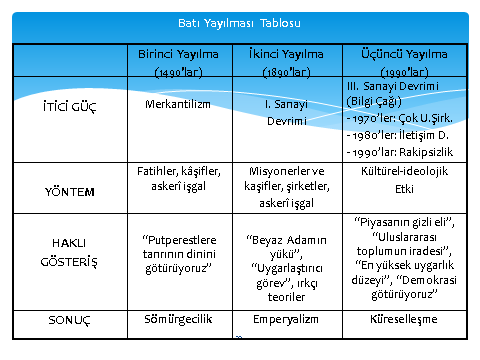 Batı Yayılması Tablosu
Birinci Yayılma
(1490'lar)
İkinci Yayılma
(1890'lar)
Üçüncü Yayılma
(1990'lar)
İTİCİ GÜÇ
Merkantilizm
I. Sanayi
Devrimi
III. Sanayi Devrimi
(Bilgi Çağı)
- 1970'ler: Çok U.Şirk.
- 1980'ler: İletişim D.
- 1990'lar: Rakipsizlik
YÖNTEM
Fatihler, kâşifler,
askerî işgal
Misyonerler ve
kaşifler, şirketler,
askerî işgal
Kültürel-ideolojik
Etki
HAKLI
GÖSTERİŞ
“Putperestlere
tanrının dinini
götürüyoruz”
“Beyaz Adamın
yükü”,
“Uygarlaştırıcı
görev”, ırkçı
teoriler
“Piyasanın gizli eli”,
“Uluslararası
toplumun iradesi”,
“En yüksek uygarlık
düzeyi”, “Demokrasi
götürüyoruz”
SONUÇ
Sömürgecilik
Emperyalizm
Küreselleşme